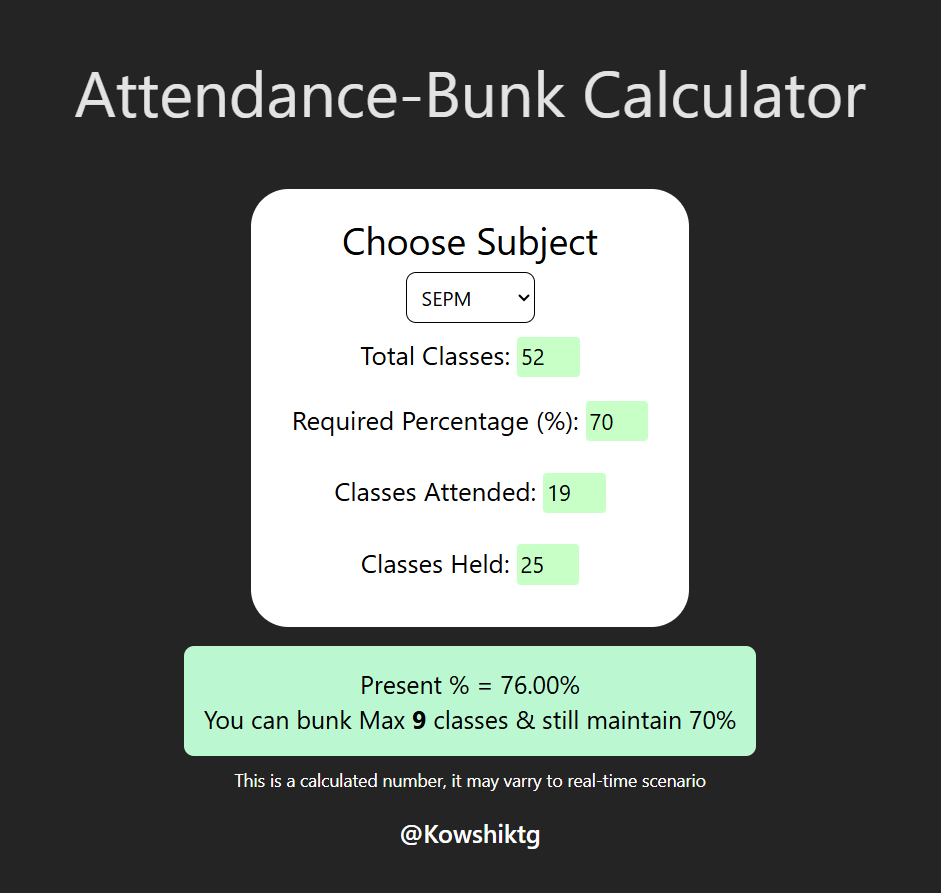 Attendance-Bunk Calculator
Choose Subject
SEPM
Total Classes: 52
Required Percentage (%): 70
Classes Attended: 19
Classes Held: 25
Present % = 76.00%
You can bunk Max 9 classes & still maintain 70%
This is a calculated number, it may varry to real-time scenario
@Kowshiktg